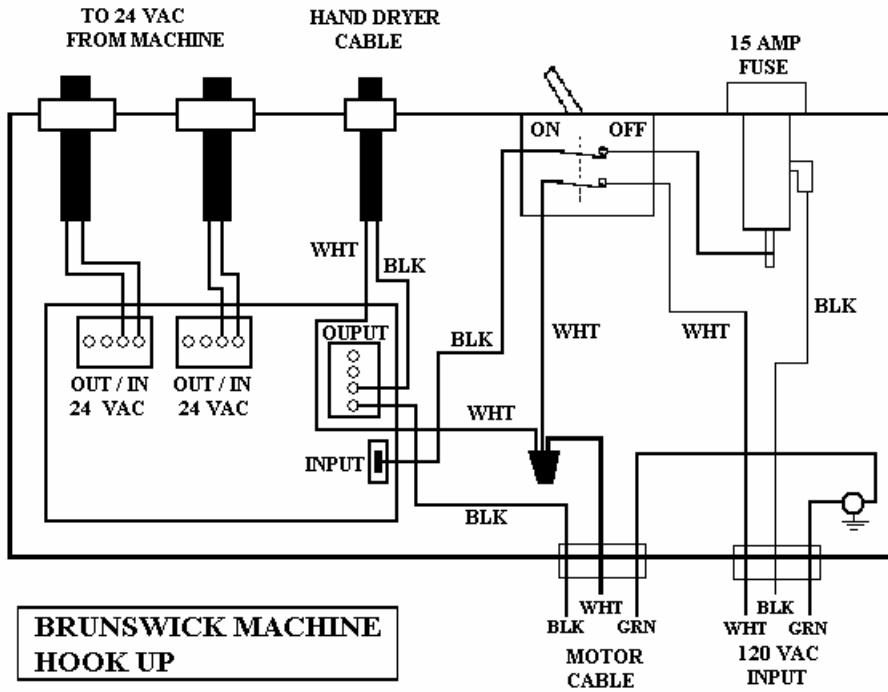 TO 24 VAC
FROM MACHINE
HAND DRYER
CABLE
15 AMP
FUSE
ON
OFF
WHT
BLK
BLK
WHT
WHT
BLK
OUPUT
OUT / IN
24 VAC
OUT / IN
24 VAC
WHT
INPUT
BLK
BRUNSWICK MACHINE
HOOK UP
BLK
WHT
GRN
MOTOR
CABLE
WHT
BLK
GRN
120 VAC
INPUT